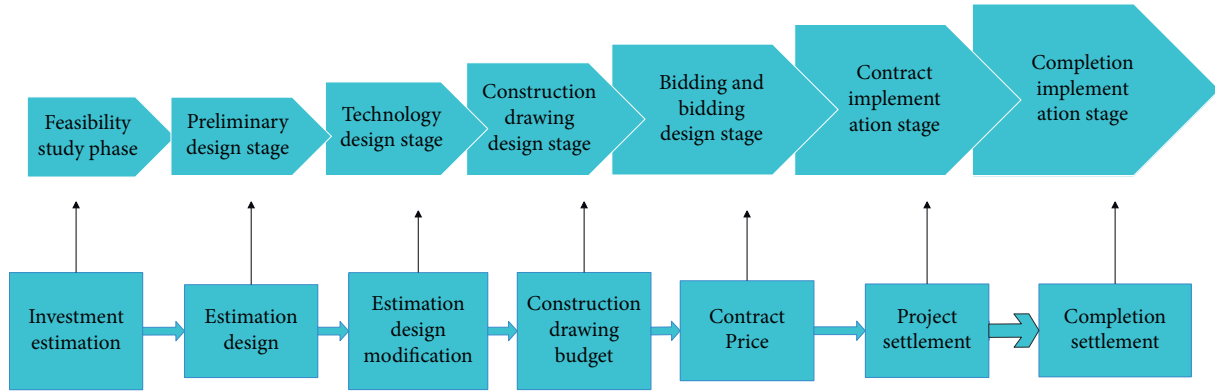 Feasibility
study phase
Preliminary
design stage
Technology
design stage
Construction
drawing
design stage
Bidding and
bidding
design stage
Contract
implement
ation stage
Completion
implement
ation stage
Investment
estimation
Estimation
design
Estimation
design
modification
Construction
drawing
budget
Contract
Price
Project
settlement
Completion
settlement